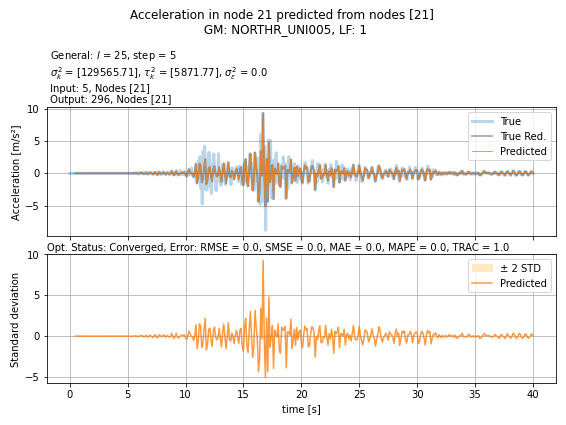 Acceleration in node 21 predicted from nodes [21]
GM: NORTHR_UNI005, LF: 1
General: l = 25, step = 5
σ²ₖ = [129565.71], τ²ₖ = [5871.77], σ²ε = 0.0
Input: 5, Nodes [21]
Output: 296, Nodes [21]
Acceleration [m/s²]
10
5
0
−5
True
True Red.
Predicted
Opt. Status: Converged, Error: RMSE = 0.0, SMSE = 0.0, MAE = 0.0, MAPE = 0.0, TRAC = 1.0
Standard deviation
10
5
0
−5
± 2 STD
Predicted
0 5 10 15 20 25 30 35 40
time [s]